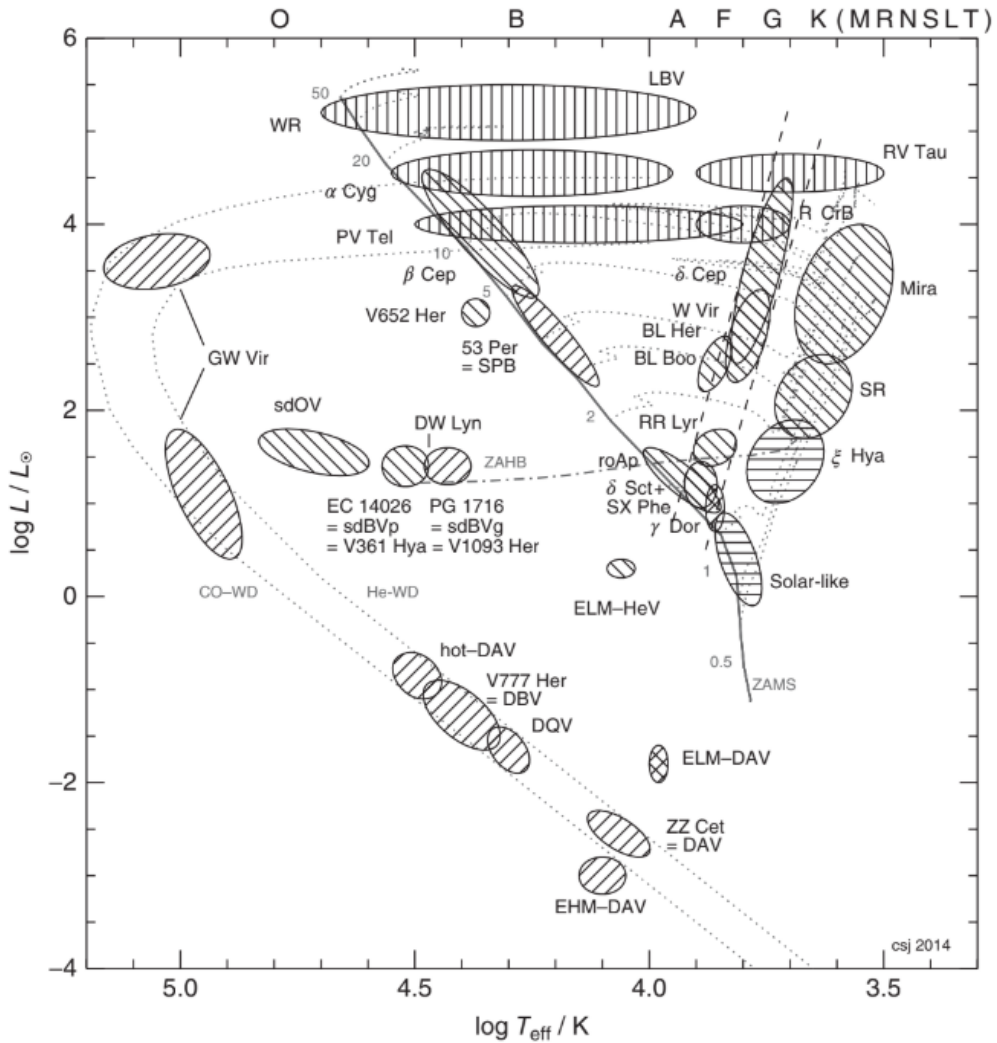 O B A F G K ( M R N S L T )
6
LBV
50
WR
RV Tau
20
α Cyg
R CrB
4
PV Tel
10
β Cep
δ Cep
5
Mira
W Vir
V652 Her
BL Her
53 Per
= SPB
BL Boo
GW Vir
SR
sdOV
2
2
DW Lyn
RR Lyr
ZAHB
roAp
ξ Hya
EC 14026
= sdBVp
= V361 Hya
PG 1716
= sdBVg
= V1093 Her
δ Sct+
SX Phe
γ Dor
1
Solar-like
CO–WD
He-WD
0
ELM–HeV
hot–DAV
0.5
V777 Her
= DBV
ZAMS
DQV
ELM–DAV
−2
ZZ Cet
= DAV
EHM–DAV
csj 2014
−4
5.0 4.5 4.0 3.5
log L / L⊙
log Teff / K